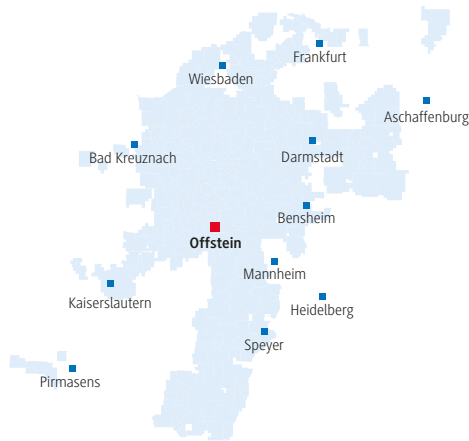 Frankfurt
Wiesbaden
Aschaffenburg
Bad Kreuznach
Darmstadt
Bensheim
Offstein
Mannheim
Kaiserslautern
Heidelberg
Speyer
Pirmasens